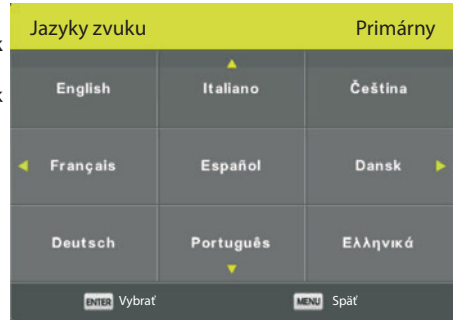 Jazyky zvuku Primárny
k
English Italiano Čeština
k
Français Español Dansk
Deutsch Português Ελληνικά
ENTER Vybrať MENU Späť